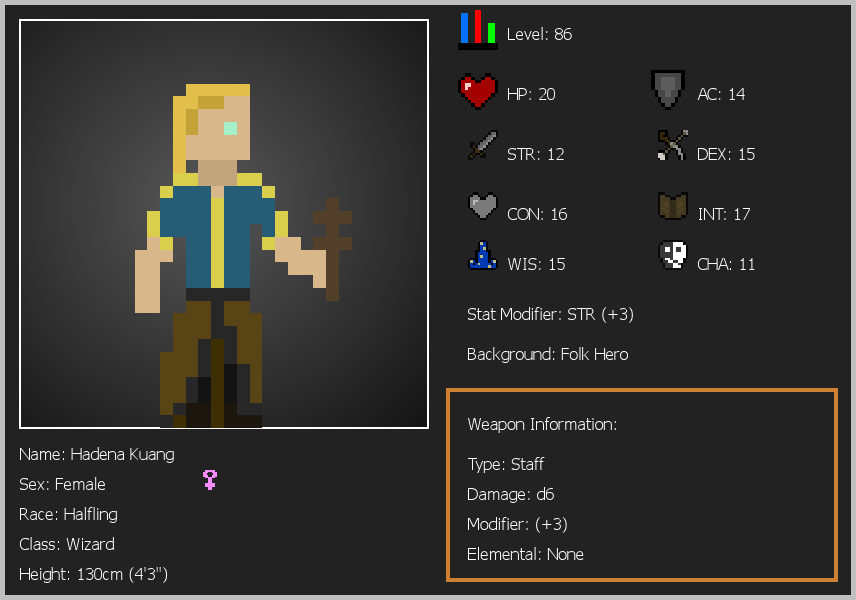 Level: 86
HP: 20
AC: 14
STR: 12
DEX: 15
CON: 16
INT: 17
WIS: 15
CHA: 11
Stat Modifier: STR (+3)
Background: Folk Hero
Weapon Information:
Type: Staff
Damage: d6
Modifier: (+3)
Elemental: None
Name: Hadena Kuang
Sex: Female
Race: Halfling
Class: Wizard
Height: 130cm (4'3")